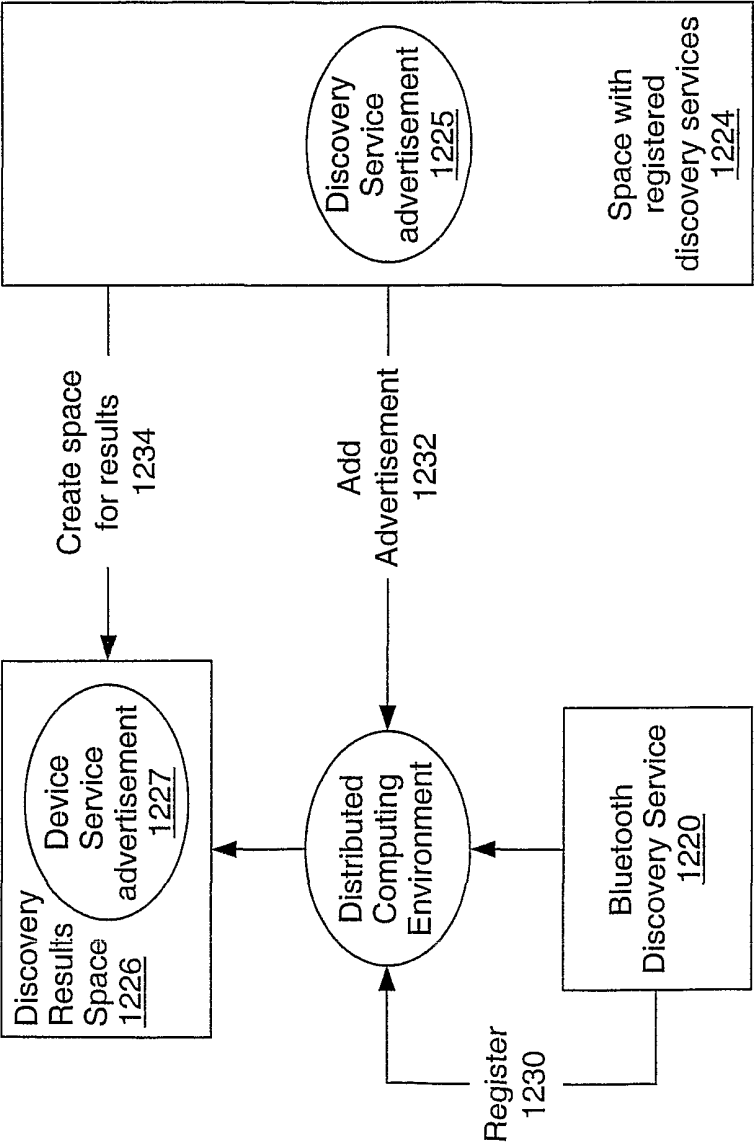 Discovery
Results
Space
1226
Device
Service
advertisement
1227
Create space
for results
1234
Register
1230
Distributed
Computing
Environment
Add
Advertisement
1232
Discovery
Service
advertisement
1225
Bluetooth
Discovery Service
1220
Space with
registered
discovery services
1224